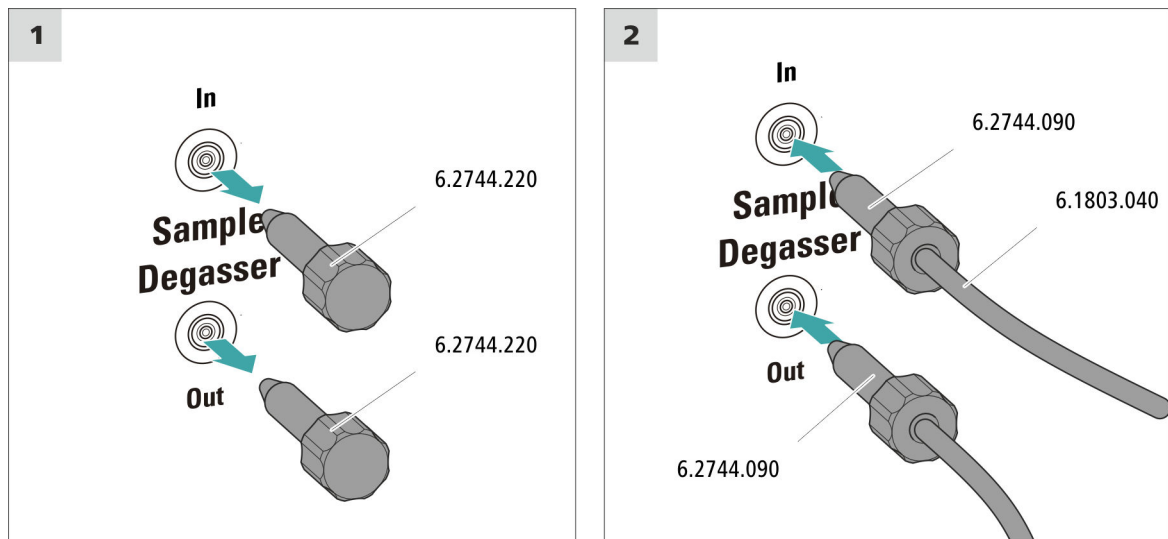 1
In
6.2744.220
Sample
Degasser
6.2744.220
Out
2
In
6.2744.090
6.1803.040
Sample
Degasser
Out
6.2744.090